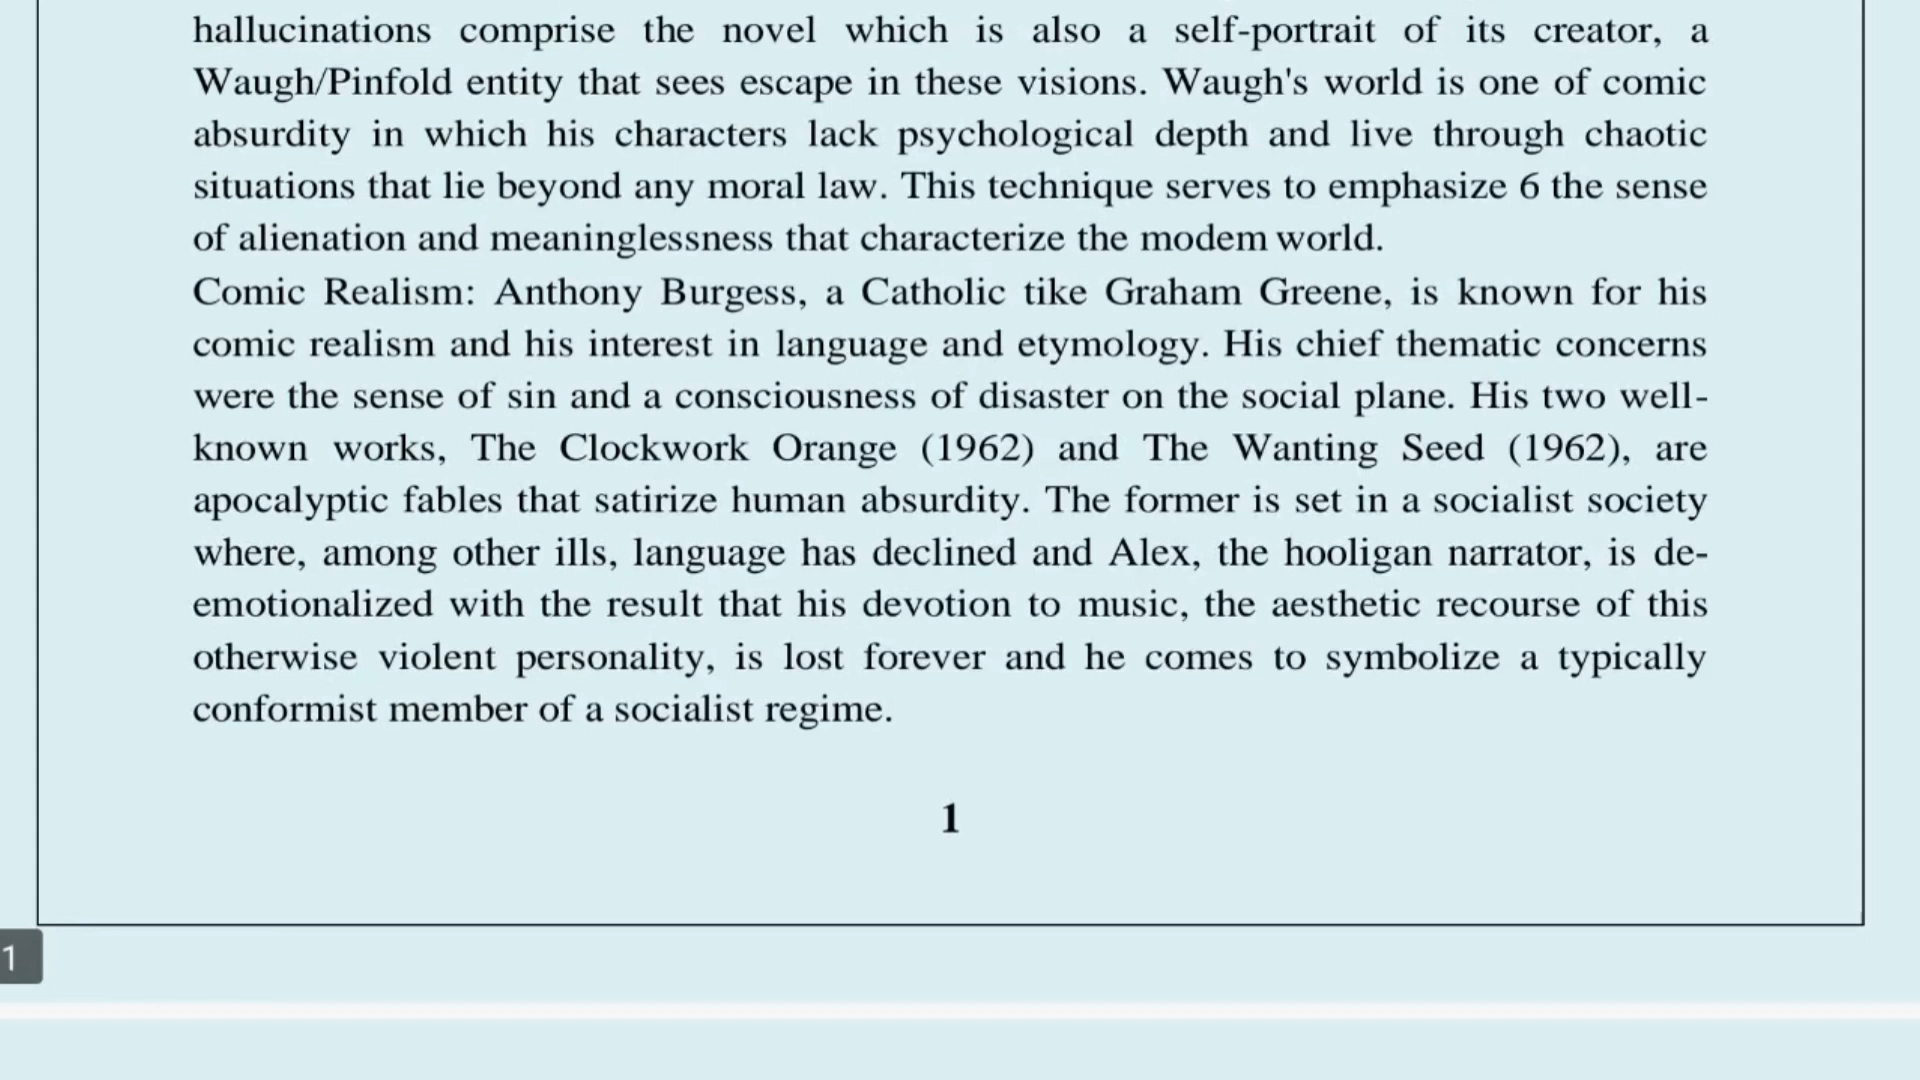 hallucinations comprise the novel which is also a self-portrait of its creator, a
Waugh/Pinfold entity that sees escape in these visions. Waugh's world is one of comic
absurdity in which his characters lack psychological depth and live through chaotic
situations that lie beyond any moral law. This technique serves to emphasize 6 the sense
of alienation and meaninglessness that characterize the modem world.
Comic Realism: Anthony Burgess, a Catholic tike Graham Greene, is known for his
comic realism and his interest in language and etymology. His chief thematic concerns
were the sense of sin and a consciousness of disaster on the social plane. His two well-
known works, The Clockwork Orange (1962) and The Wanting Seed (1962), are
apocalyptic fables that satirize human absurdity. The former is set in a socialist society
where, among other ills, language has declined and Alex, the hooligan narrator, is de-
emotionalized with the result that his devotion to music, the aesthetic recourse of this
otherwise violent personality, is lost forever and he comes to symbolize a typically
conformist member of a socialist regime.
1
1